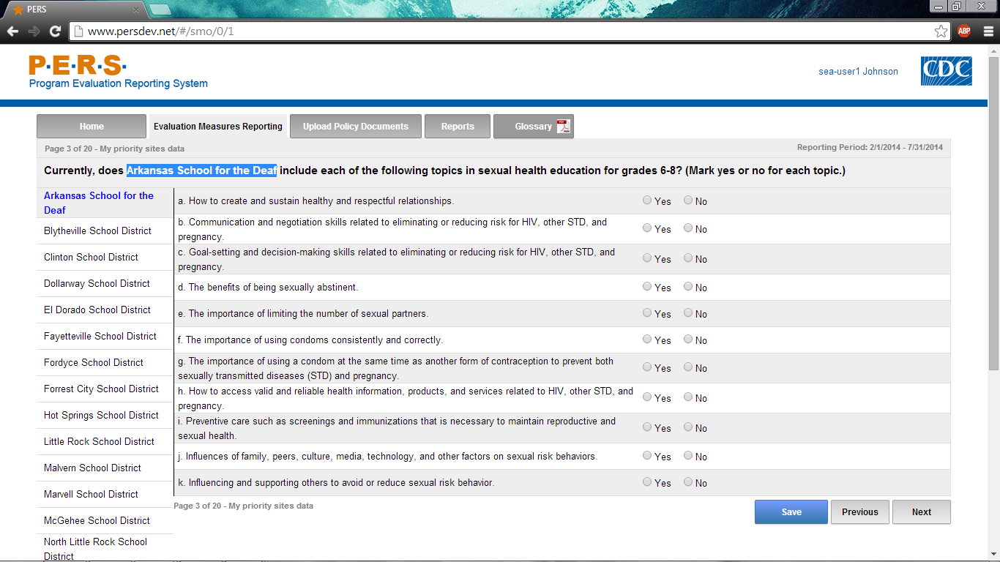 PERS
www.persdev.net/#/smo/0/1
ABP
P·E·R·S·
Program Evaluation Reporting System
sea-user1 Johnson
CDC
Home
Evaluation Measures Reporting
Upload Policy Documents
Reports
Glossary
PDF
Page 3 of 20 - My priority sites data
Reporting Period: 2/1/2014 - 7/31/2014
Currently, does Arkansas School for the Deaf include each of the following topics in sexual health education for grades 6-8? (Mark yes or no for each topic.)
Arkansas School for the
Deaf
Blytheville School District
Clinton School District
Dollarway School District
El Dorado School District
Fayetteville School District
Fordyce School District
Forrest City School District
Hot Springs School District
Little Rock School District
Malvern School District
Marvell School District
McGehee School District
North Little Rock School
District
a. How to create and sustain healthy and respectful relationships.
Yes No
b. Communication and negotiation skills related to eliminating or reducing risk for HIV, other STD, and
pregnancy.
Yes No
c. Goal-setting and decision-making skills related to eliminating or reducing risk for HIV, other STD, and
pregnancy.
Yes No
d. The benefits of being sexually abstinent.
Yes No
e. The importance of limiting the number of sexual partners.
Yes No
f. The importance of using condoms consistently and correctly.
Yes No
g. The importance of using a condom at the same time as another form of contraception to prevent both
sexually transmitted diseases (STD) and pregnancy.
Yes No
h. How to access valid and reliable health information, products, and services related to HIV, other STD, and
pregnancy.
Yes No
i. Preventive care such as screenings and immunizations that is necessary to maintain reproductive and
sexual health.
Yes No
j. Influences of family, peers, culture, media, technology, and other factors on sexual risk behaviors.
Yes No
k. Influencing and supporting others to avoid or reduce sexual risk behavior.
Yes No
Page 3 of 20 - My priority sites data
Save
Previous
Next